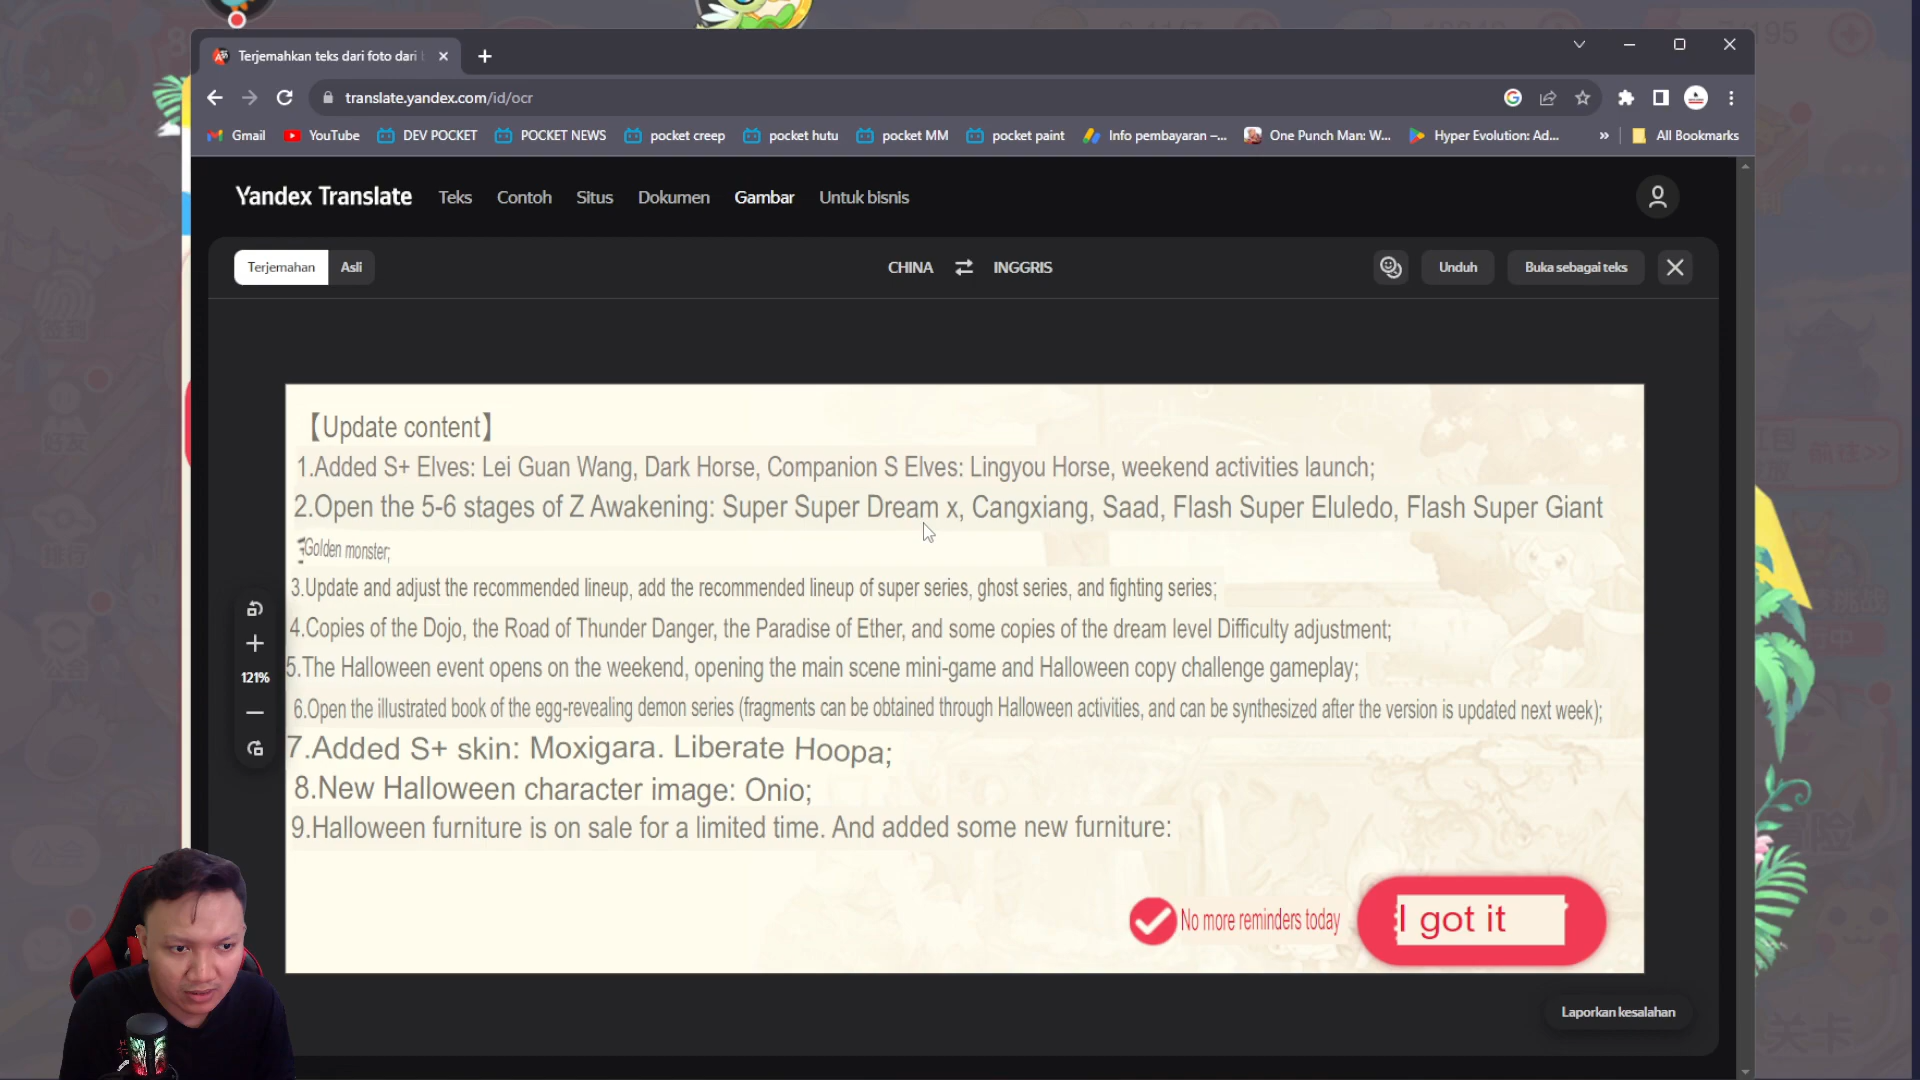 Terjemahkan teks dari foto dari
translate.yandex.com/id/ocr
Gmail YouTube DEV POCKET POCKET NEWS pocket creep pocket hutu pocket MM pocket paint Info pembayaran –... One Punch Man: W... Hyper Evolution: Ad... » All Bookmarks
Yandex Translate Teks Contoh Situs Dokumen Gambar Untuk bisnis
Terjemahan Asli CHINA INGGRIS Unduh Buka sebagai teks
【Update content】
1.Added S+ Elves: Lei Guan Wang, Dark Horse, Companion S Elves: Lingyou Horse, weekend activities launch;
2.Open the 5-6 stages of Z Awakening: Super Super Dream x, Cangxiang, Saad, Flash Super Eluledo, Flash Super Giant
Golden monster;
3.Update and adjust the recommended lineup, add the recommended lineup of super series, ghost series, and fighting series;
4.Copies of the Dojo, the Road of Thunder Danger, the Paradise of Ether, and some copies of the dream level Difficulty adjustment;
5.The Halloween event opens on the weekend, opening the main scene mini-game and Halloween copy challenge gameplay;
121%
6.Open the illustrated book of the egg-revealing demon series (fragments can be obtained through Halloween activities, and can be synthesized after the version is updated next week);
7.Added S+ skin: Moxigara. Liberate Hoopa;
8.New Halloween character image: Onio;
9.Halloween furniture is on sale for a limited time. And added some new furniture:
No more reminders today I got it
Laporkan kesalahan
签到
好友
排行
公会
关卡